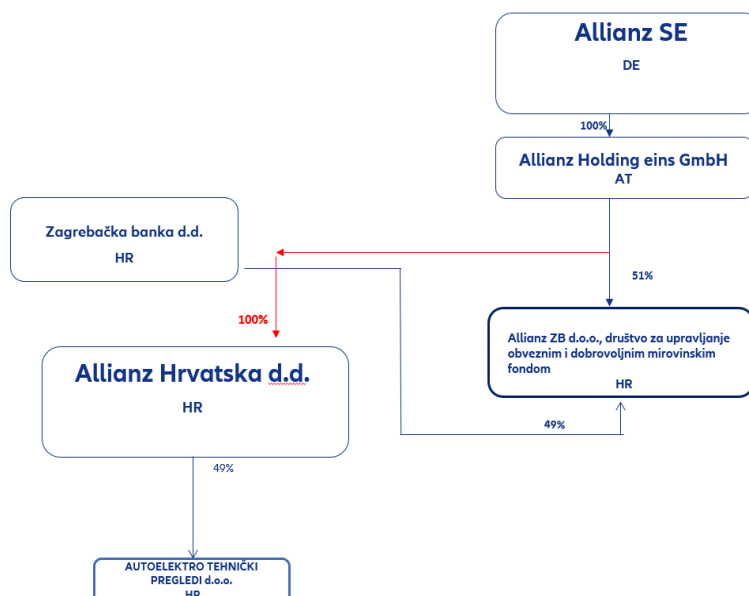 Allianz SE
DE
100%
Allianz Holding eins GmbH
AT
Zagrebačka banka d.d.
HR
51%
100%
Allianz ZB d.o.o., društvo za upravljanje
obveznim i dobrovoljnim mirovinskim
fondom
HR
Allianz Hrvatska d.d.
HR
49%
49%
AUTOELEKTRO TEHNIČKI
PREGLEDI d.o.o.
HR